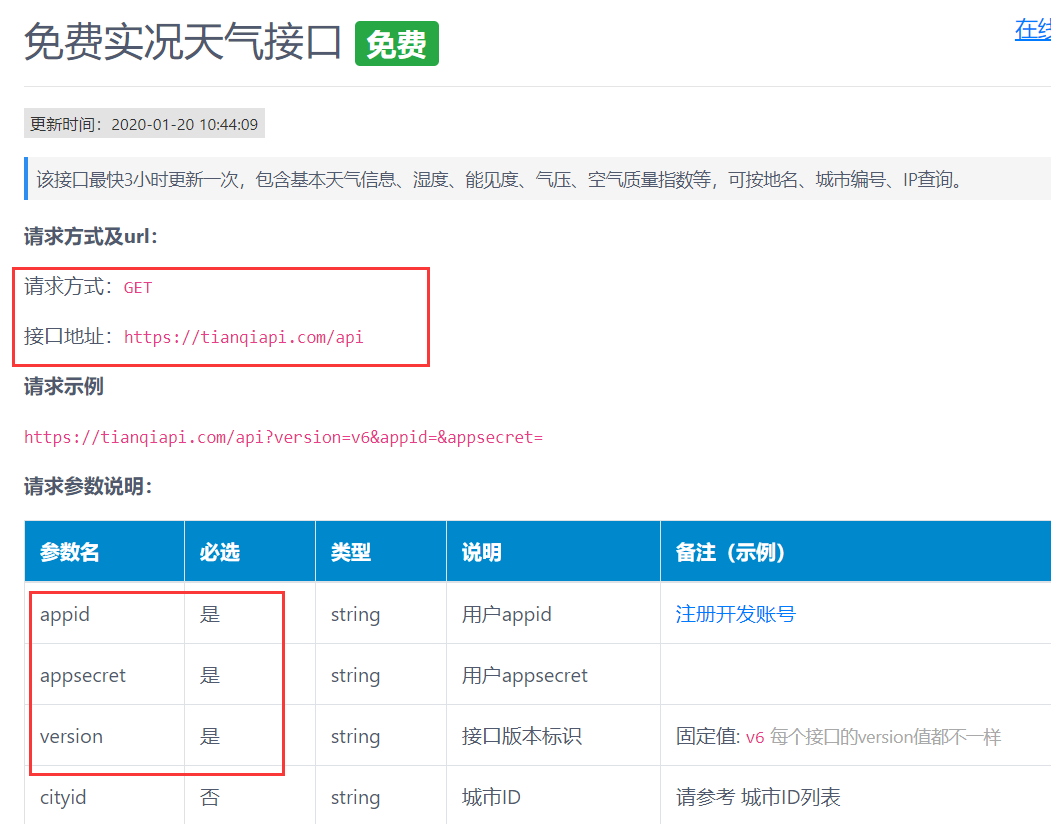 免费实况天气接口 免费 在线
更新时间：2020-01-20 10:44:09
该接口最快3小时更新一次，包含基本天气信息、湿度、能见度、气压、空气质量指数等，可按地名、城市编号、IP查询。
请求方式及url：
请求方式：GET
接口地址：https://tianqiapi.com/api
请求示例
https://tianqiapi.com/api?version=v6&appid=&appsecret=
请求参数说明：
参数名 必选 类型 说明 备注（示例）
appid 是 string 用户appid 注册开发账号
appsecret 是 string 用户appsecret
version 是 string 接口版本标识 固定值: v6 每个接口的version值都不一样
cityid 否 string 城市ID 请参考 城市ID列表